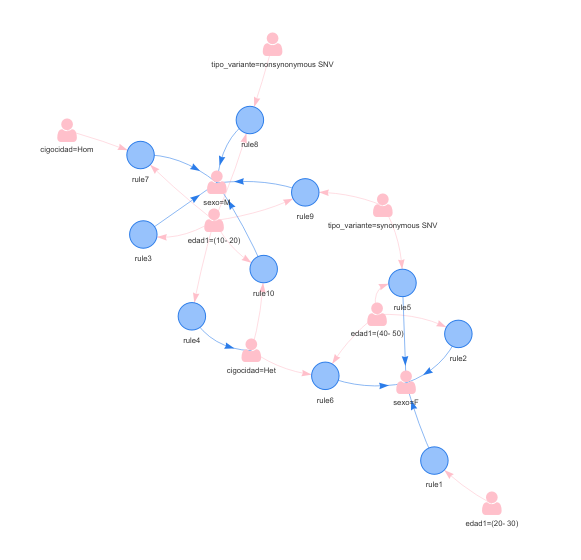 tipo_variante=nonsynonymous SNV
rule8
cigocidad=Hom
rule7
sexo=M
rule9
tipo_variante=synonymous SNV
rule3
edad1=(10- 20)
rule10
rule5
edad1=(40- 50)
rule4
rule2
cigocidad=Het
rule6
sexo=F
rule1
edad1=(20- 30)